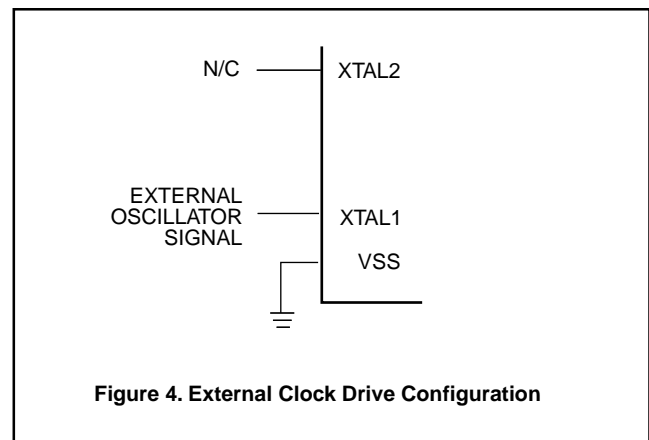 N/C XTAL2
EXTERNAL
OSCILLATOR
SIGNAL
XTAL1
VSS
Figure 4. External Clock Drive Configuration